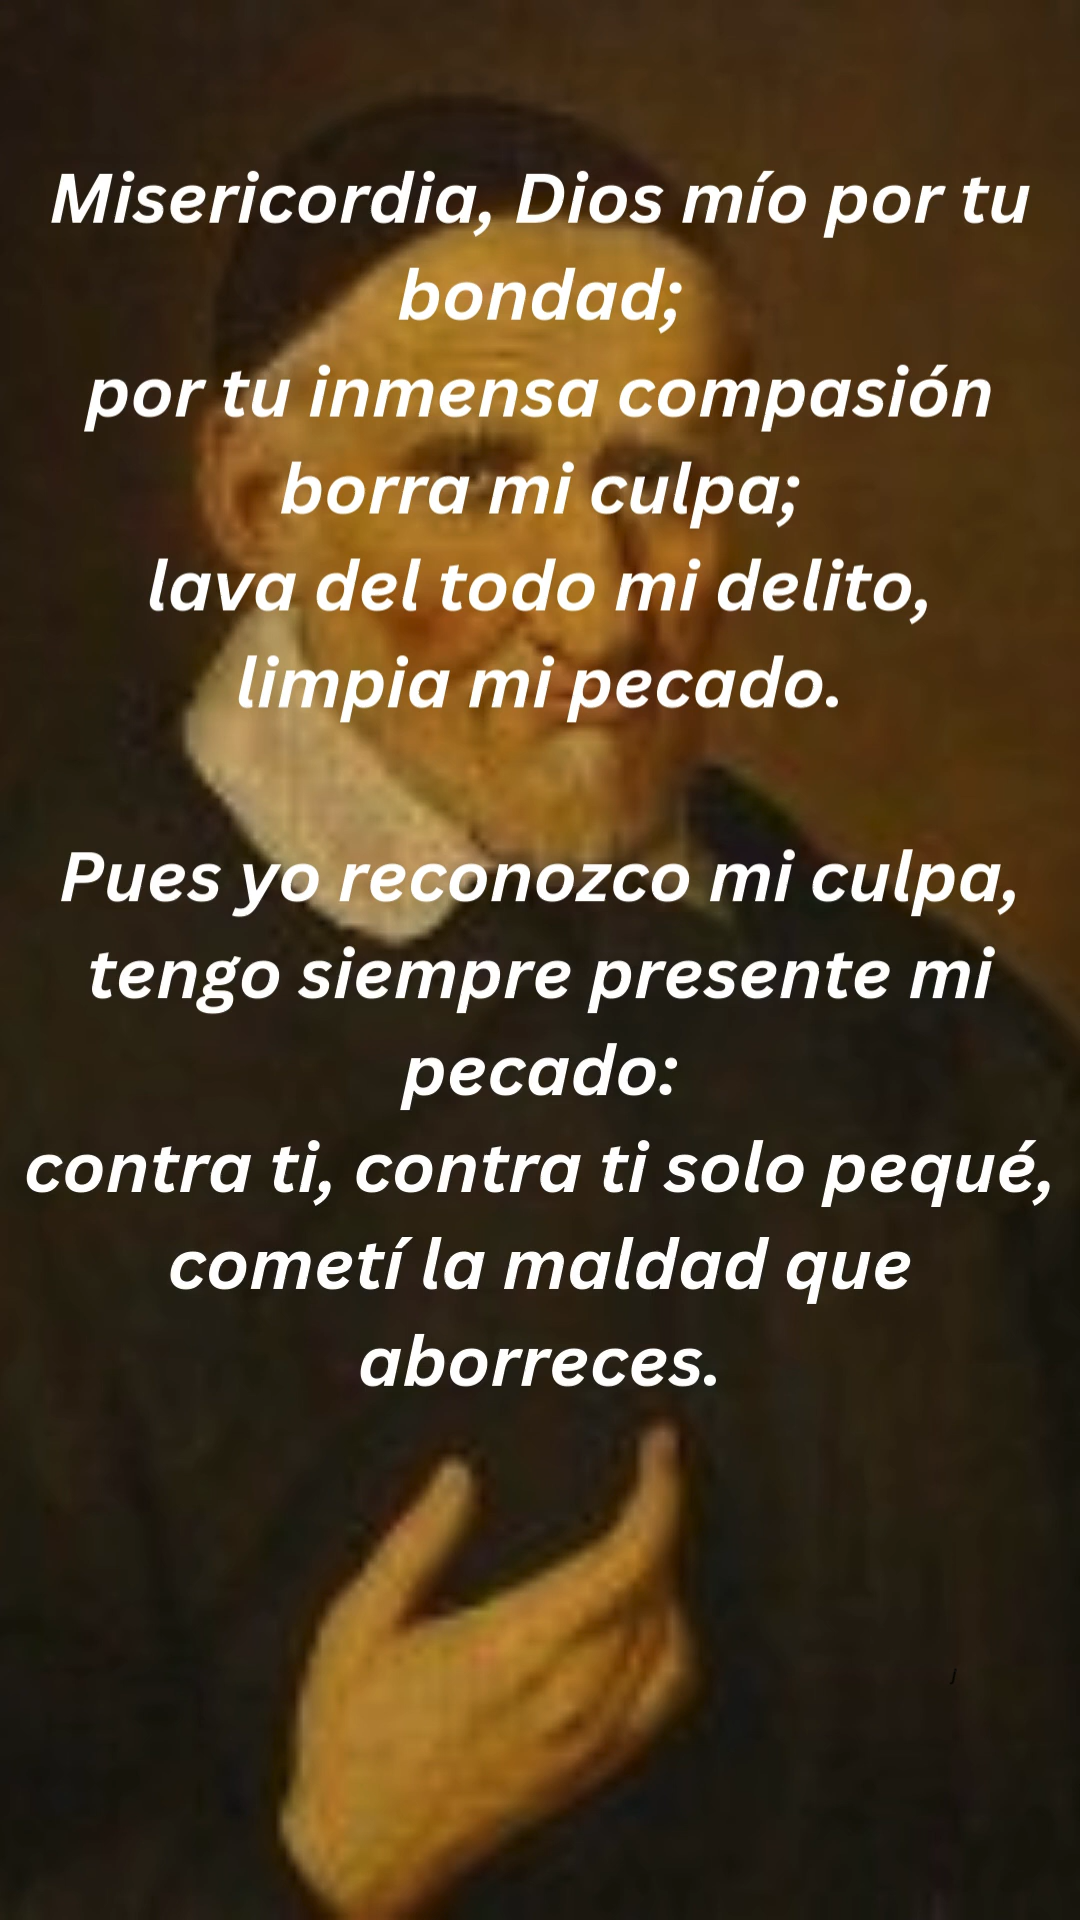 Misericordia, Dios mío por tu
bondad;
por tu inmensa compasión
borra mi culpa;
lava del todo mi delito,
limpia mi pecado.
Pues yo reconozco mi culpa,
tengo siempre presente mi
pecado:
contra ti, contra ti solo pequé,
cometí la maldad que
aborreces.
/